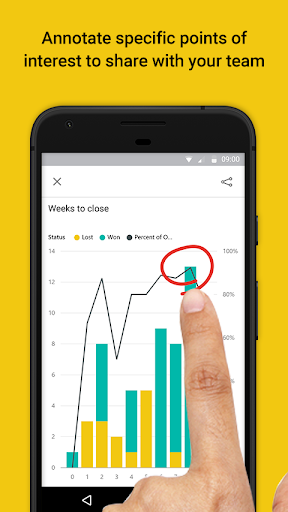 Annotate specific points of
interest to share with your team
09:00
Weeks to close
Status Lost Won Percent of O...
14 100%
12
10 80%
8 60%
6
4 40%
2
0
0 1 2 3 4 5 6 7